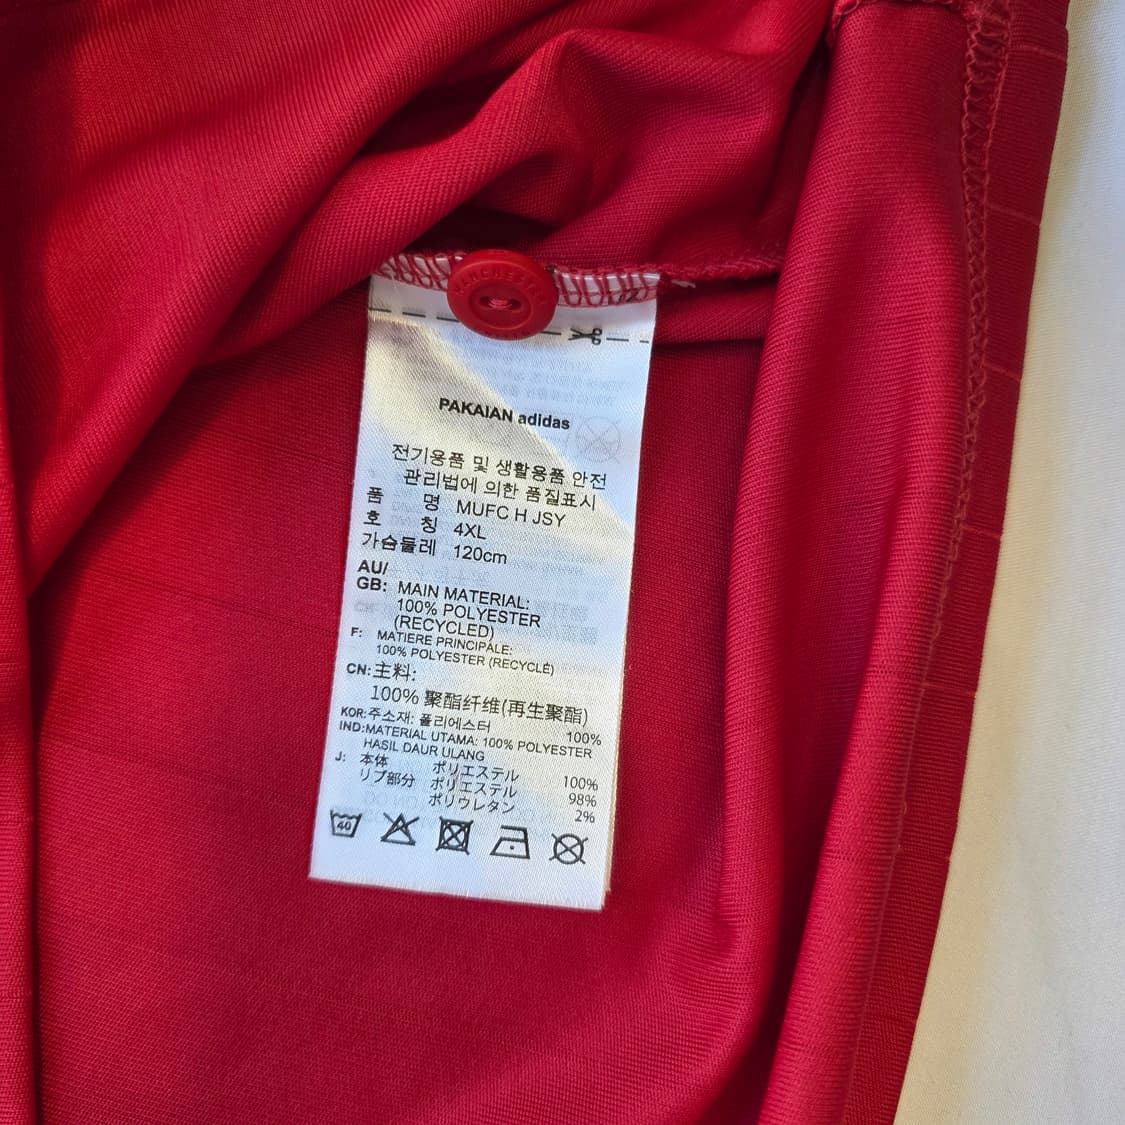 MANCHESTER
PAKAIAN adidas
전기용품 및 생활용품 안전
관리법에 의한 품질표시
품 명 MUFC H JSY
호 칭 4XL
가슴둘레 120cm
AU/
GB: MAIN MATERIAL:
100% POLYESTER
(RECYCLED)
F: MATIERE PRINCIPALE:
100% POLYESTER (RECYCLÉ)
CN: 主料:
100% 聚酯纤维(再生聚酯)
KOR: 주소재: 폴리에스터 100%
IND: MATERIAL UTAMA: 100% POLYESTER
HASIL DAUR ULANG
J: 本体 ポリエステル 100%
リブ部分 ポリエステル 98%
ポリウレタン 2%
40